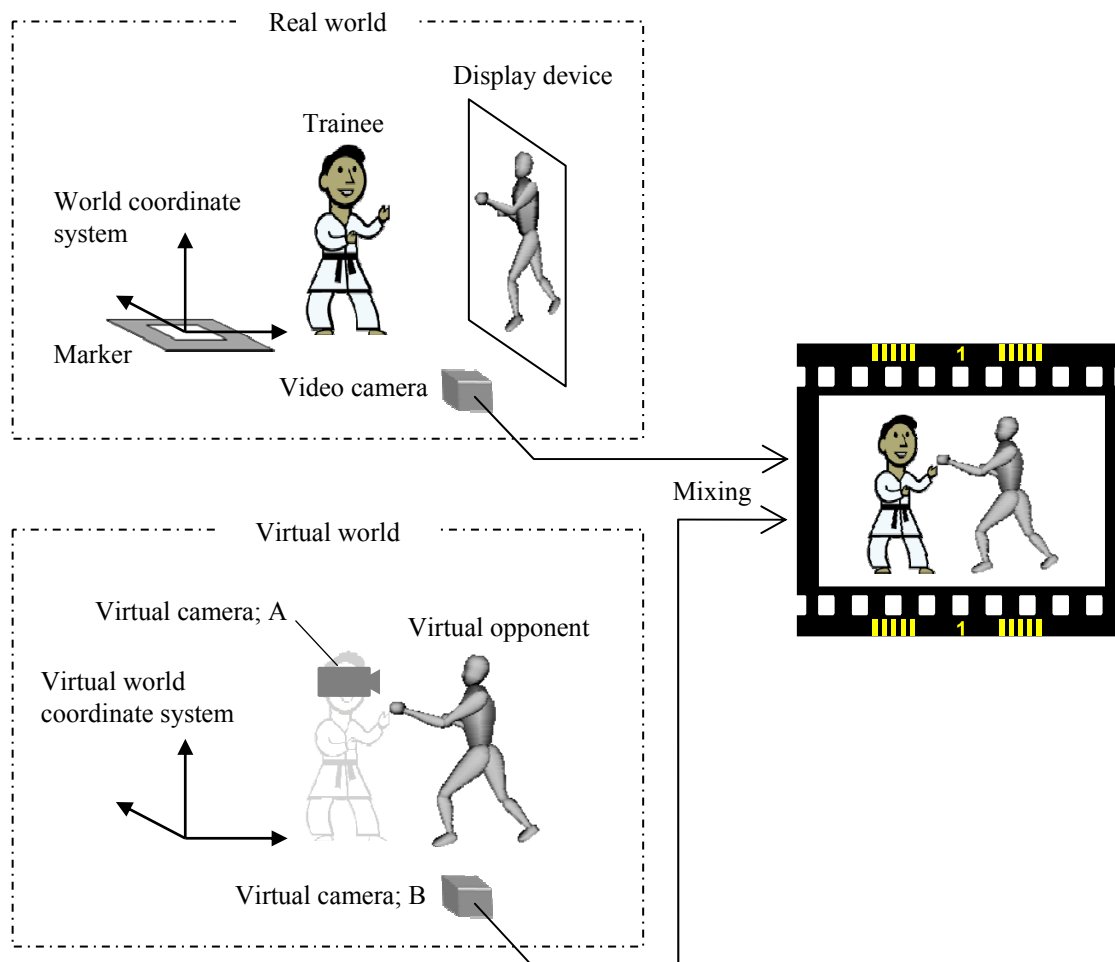 Real world
Display device
Trainee
World coordinate
system
Marker
Video camera
1
Mixing
1
Virtual world
Virtual camera; A
Virtual opponent
Virtual world
coordinate system
Virtual camera; B